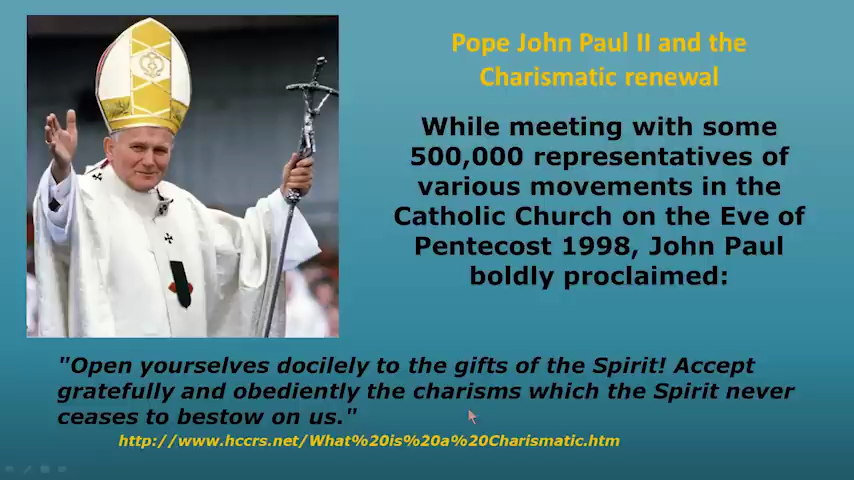 Pope John Paul II and the
Charismatic renewal
While meeting with some
500,000 representatives of
various movements in the
Catholic Church on the Eve of
Pentecost 1998, John Paul
boldly proclaimed:
"Open yourselves docilely to the gifts of the Spirit! Accept
gratefully and obediently the charisms which the Spirit never
ceases to bestow on us."
http://www.hccrs.net/What%20is%20a%20Charismatic.htm